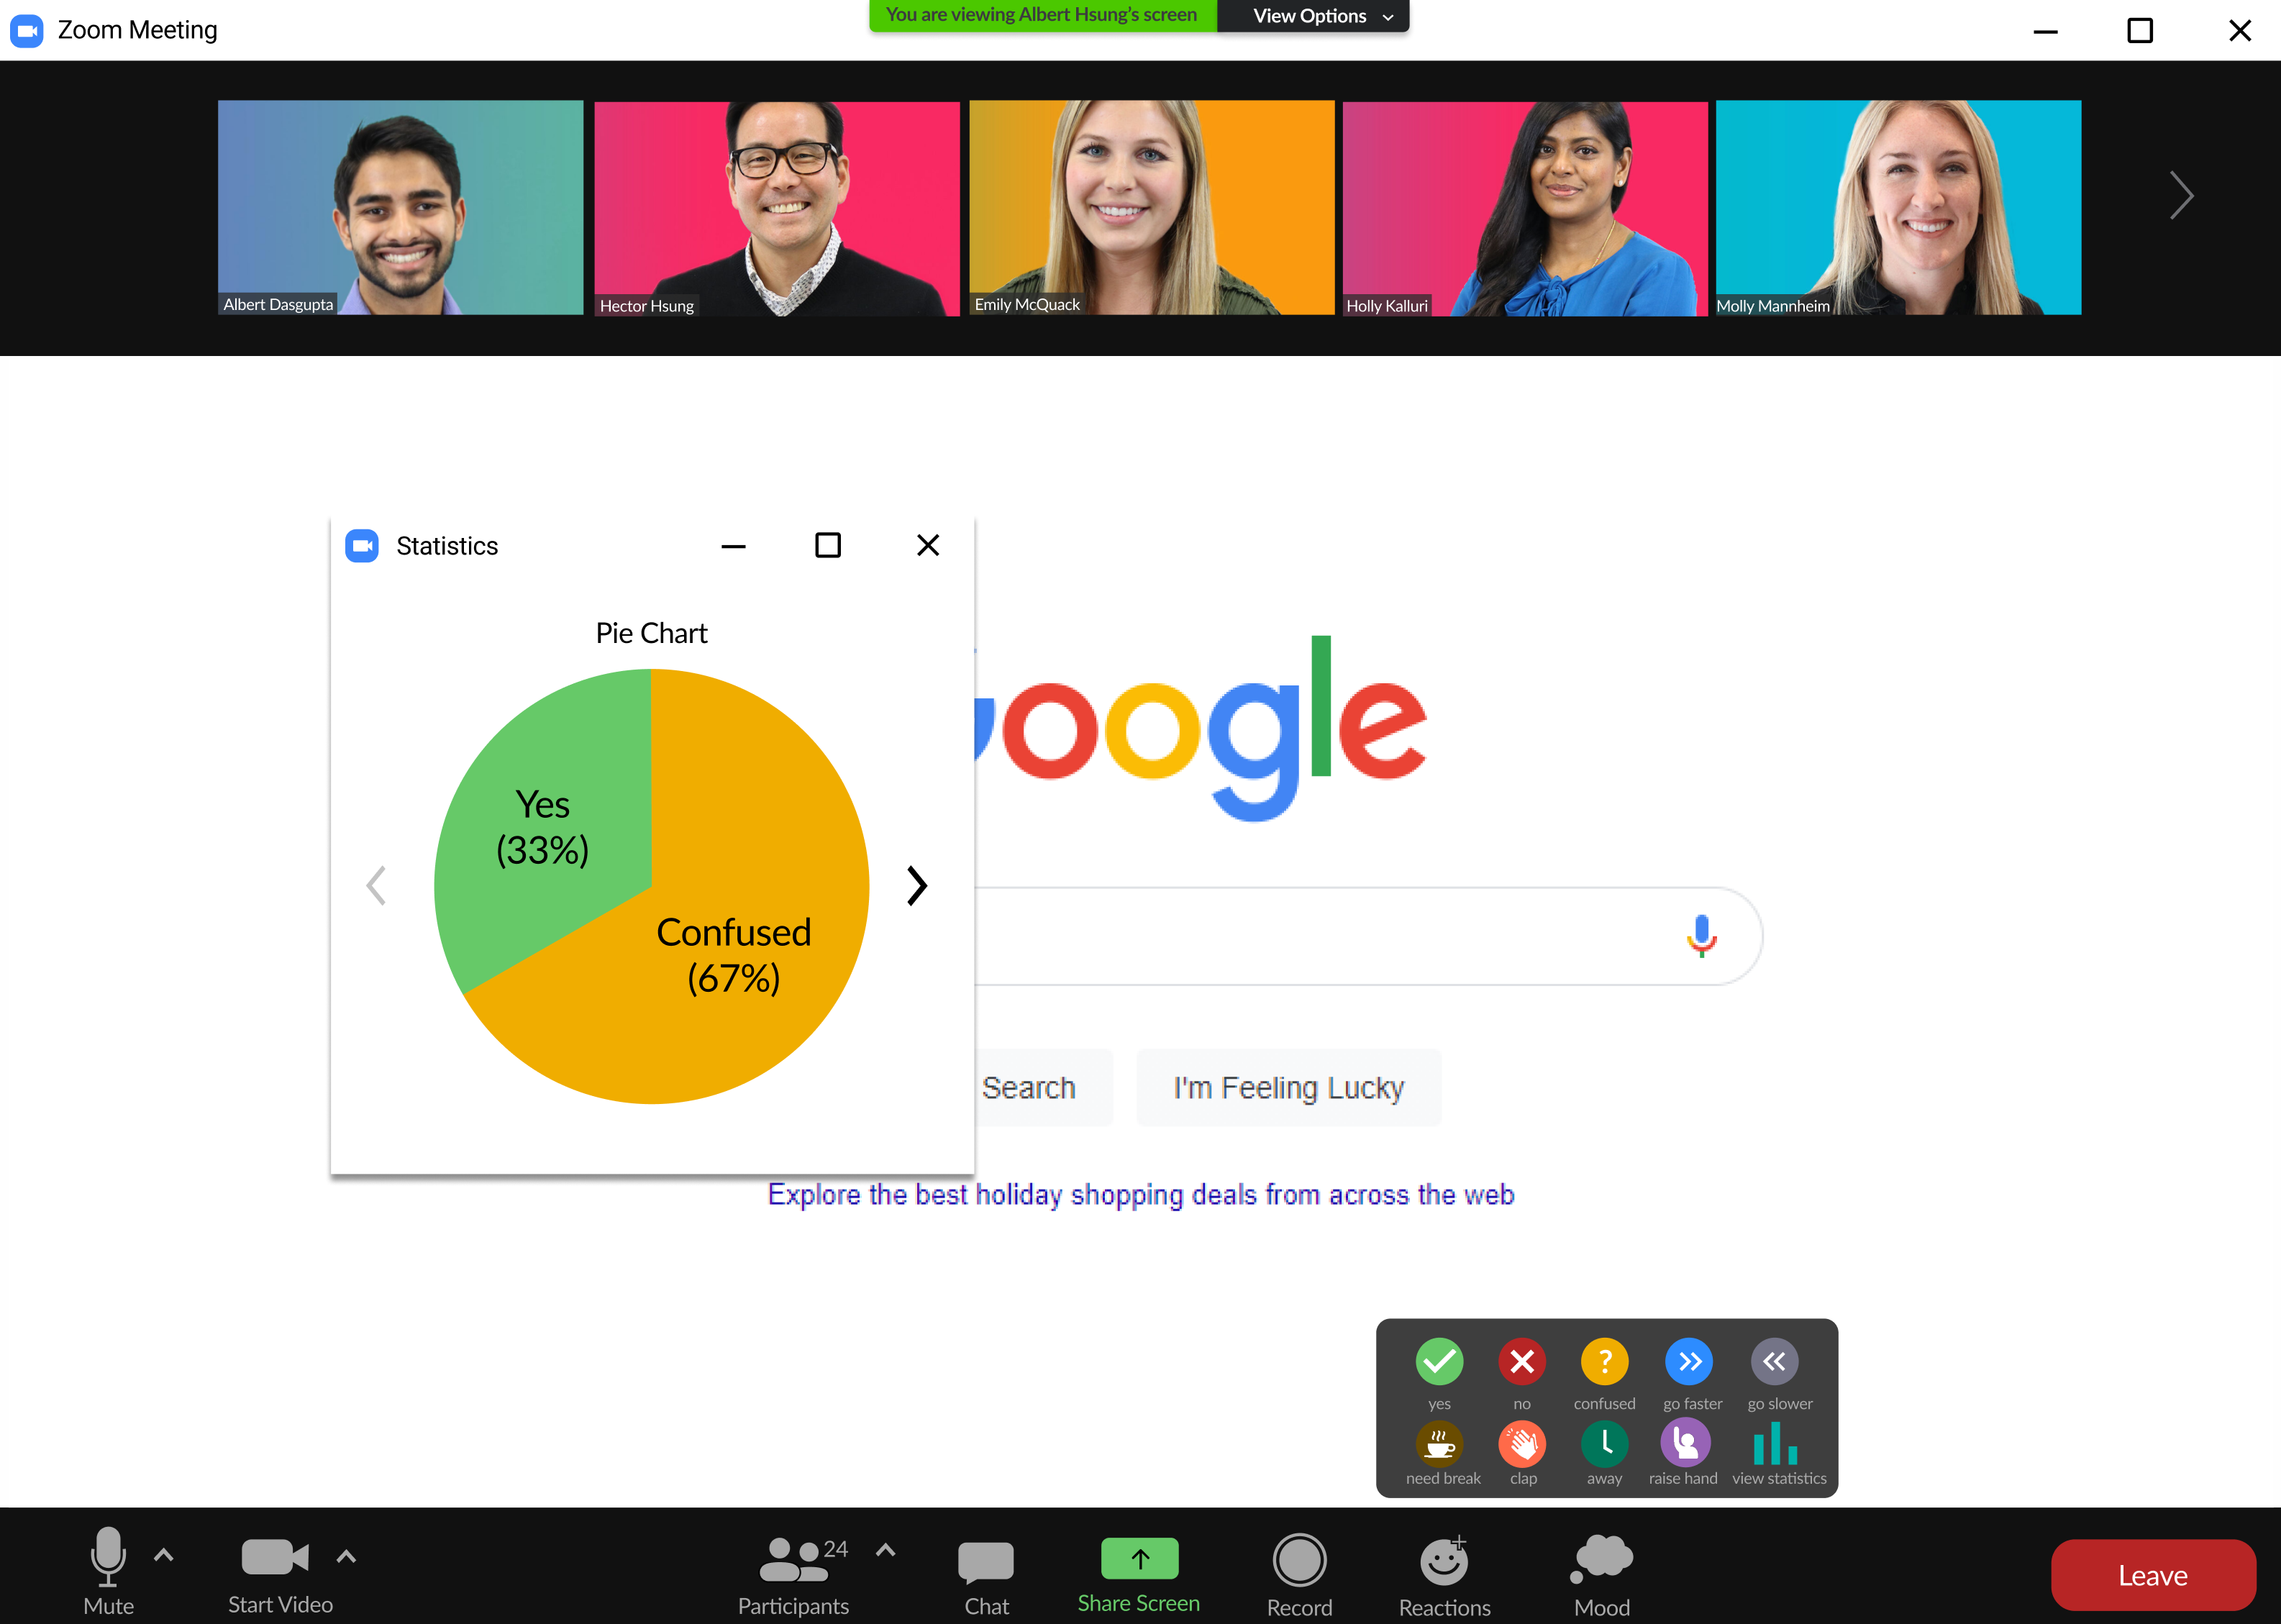 Zoom Meeting
You are viewing Albert Hsung's screen
View Options
Albert Dasgupta
Hector Hsung
Emily McQuack
Holly Kalluri
Molly Mannheim
Statistics
Pie Chart
Yes
(33%)
Confused
(67%)
oogle
Search
I'm Feeling Lucky
Explore the best holiday shopping deals from across the web
yes
no
?
confused
go faster
go slower
need break
clap
away
raise hand
view statistics
Mute
Start Video
24
Participants
Chat
Share Screen
Record
Reactions
Mood
Leave